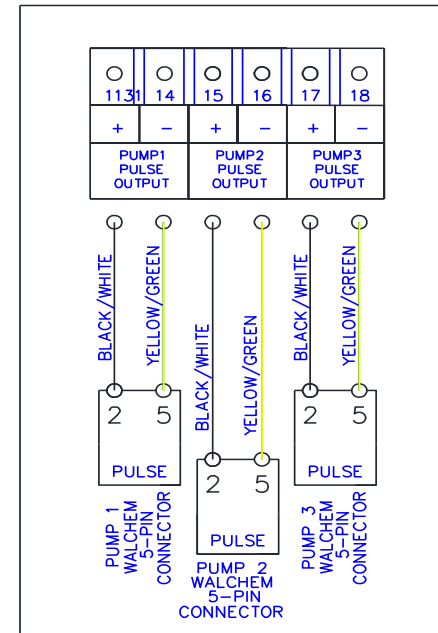 1131 14 15 16 17 18
+ - + - + -
PUMP1
PULSE
OUTPUT
PUMP2
PULSE
OUTPUT
PUMP3
PULSE
OUTPUT
BLACK/WHITE
YELLOW/GREEN
BLACK/WHITE
YELLOW/GREEN
BLACK/WHITE
YELLOW/GREEN
2 5
PULSE
PUMP 1
WALCHEM
5-PIN
CONNECTOR
2 5
PULSE
PUMP 2
WALCHEM
5-PIN
CONNECTOR
2 5
PULSE
PUMP 3
WALCHEM
5-PIN
CONNECTOR